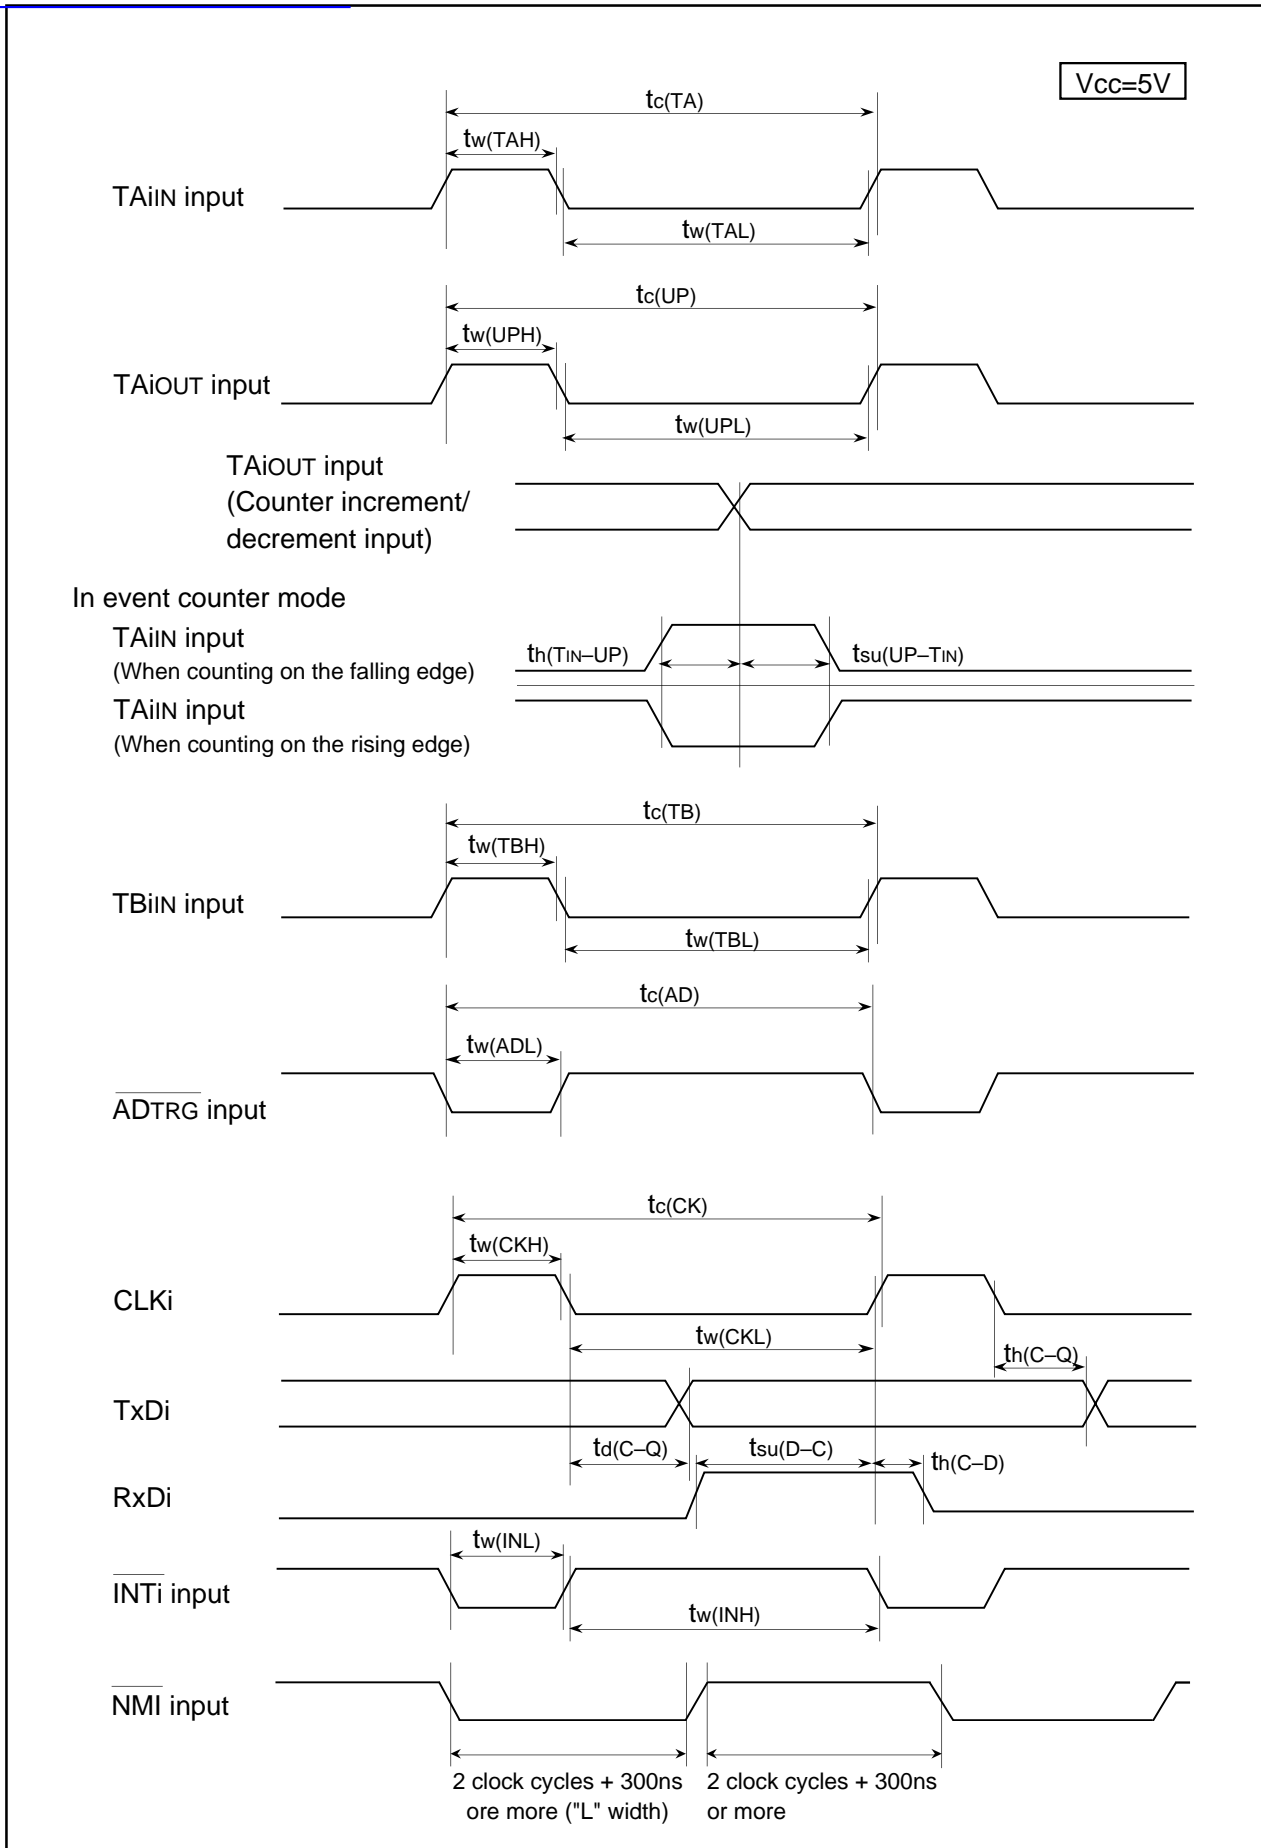 Vcc=5V
tc(TA)
tw(TAH)
TAiIN input
tw(TAL)
tc(UP)
tw(UPH)
TAiOUT input
tw(UPL)
TAiOUT input
(Counter increment/
decrement input)
In event counter mode
TAiIN input
(When counting on the falling edge)
th(TIN–UP)
tsu(UP–TIN)
TAiIN input
(When counting on the rising edge)
tc(TB)
tw(TBH)
TBiIN input
tw(TBL)
tc(AD)
tw(ADL)
ADTRG input
tc(CK)
tw(CKH)
CLKi
tw(CKL)
th(C–Q)
TxDi
td(C–Q)
tsu(D–C)
th(C–D)
RxDi
tw(INL)
INTi input
tw(INH)
NMI input
2 clock cycles + 300ns
ore more ("L" width)
2 clock cycles + 300ns
or more